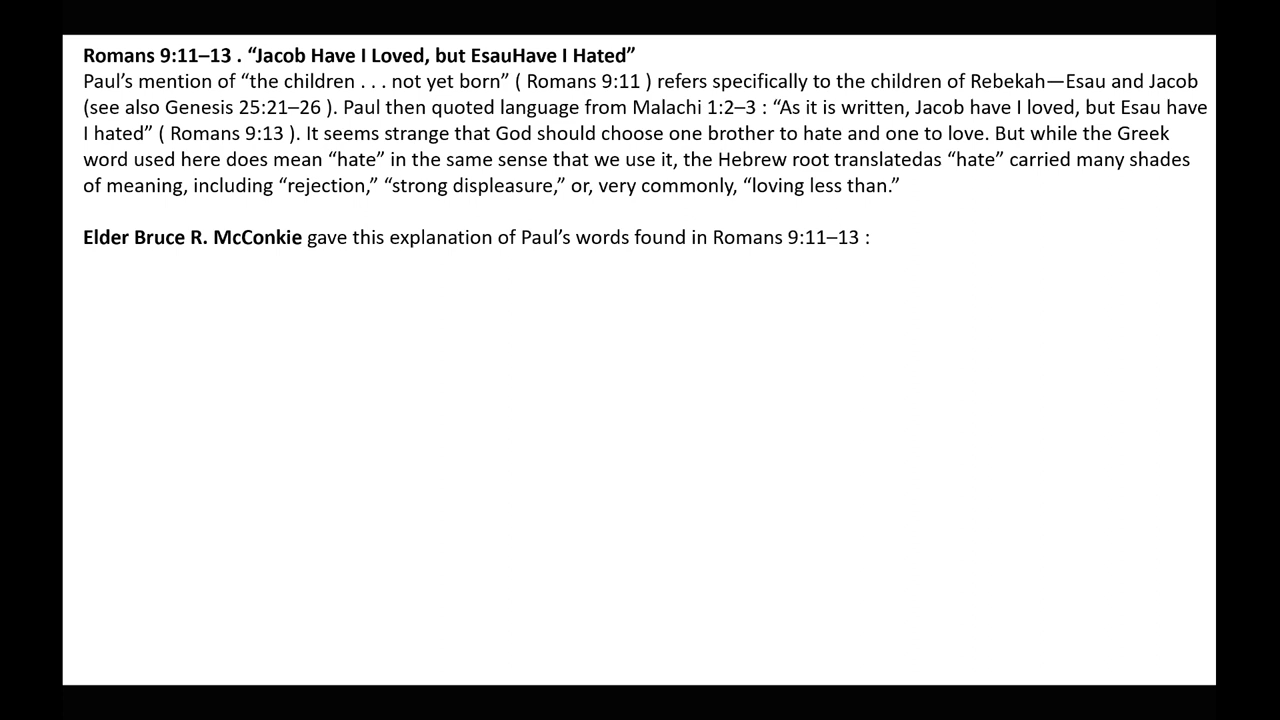 Romans 9:11–13 . “Jacob Have I Loved, but EsauHave I Hated”
Paul’s mention of “the children . . . not yet born” ( Romans 9:11 ) refers specifically to the children of Rebekah—Esau and Jacob
(see also Genesis 25:21–26 ). Paul then quoted language from Malachi 1:2–3 : “As it is written, Jacob have I loved, but Esau have
I hated” ( Romans 9:13 ). It seems strange that God should choose one brother to hate and one to love. But while the Greek
word used here does mean “hate” in the same sense that we use it, the Hebrew root translatedas “hate” carried many shades
of meaning, including “rejection,” “strong displeasure,” or, very commonly, “loving less than.”
Elder Bruce R. McConkie gave this explanation of Paul’s words found in Romans 9:11–13 :